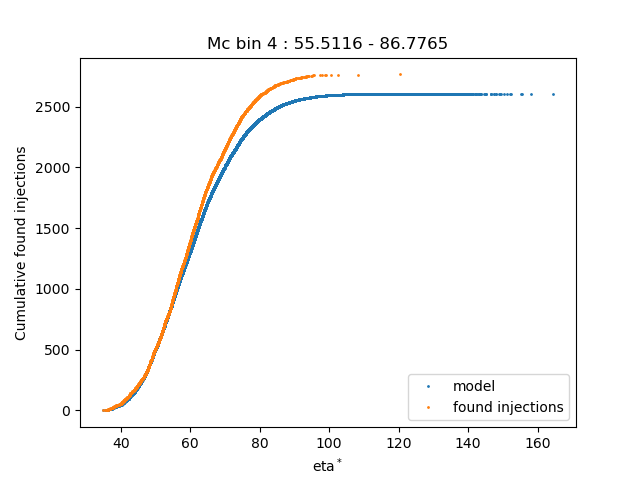 Mc bin 4 : 55.5116 - 86.7765
Cumulative found injections
2500
2000
1500
1000
500
0
40 60 80 100 120 140 160
eta*
model
found injections